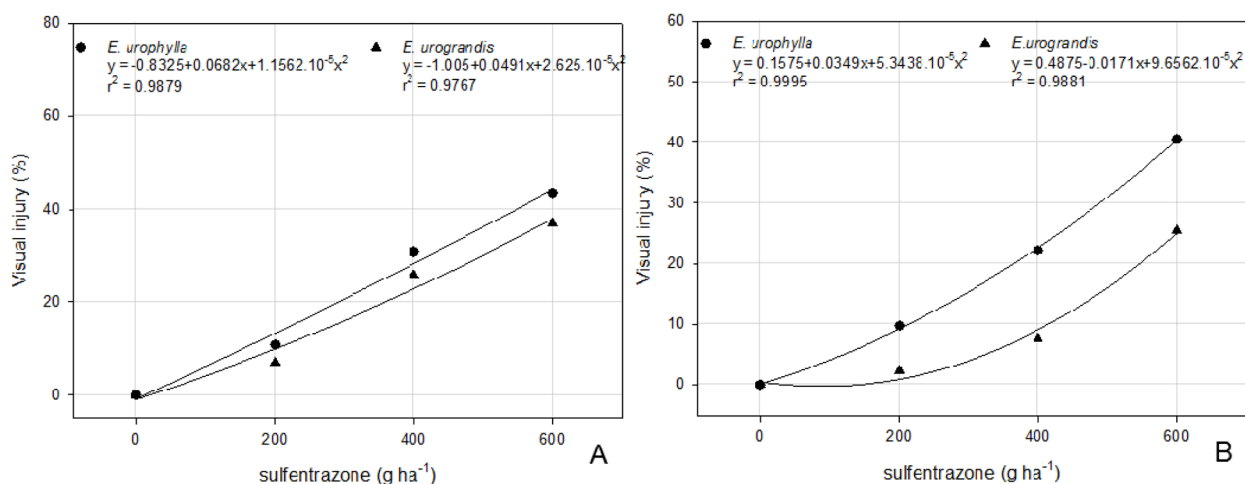 80
60
40
20
0
Visual injury (%)
E. urophylla
y = -0.8325+0.0682x+1.1562.10⁻⁵x²
r² = 0.9879
E. urograndis
y = -1.005+0.0491x+2.625.10⁻⁵x²
r² = 0.9767
0 200 400 600
sulfentrazone (g ha⁻¹)
A
60
50
40
30
20
10
0
Visual injury (%)
E. urophylla
y = 0.1575+0.0349x+5.3438.10⁻⁵x²
r² = 0.9995
E.urograndis
y = 0.4875-0.0171x+9.6562.10⁻⁵x²
r² = 0.9881
0 200 400 600
sulfentrazone (g ha⁻¹)
B